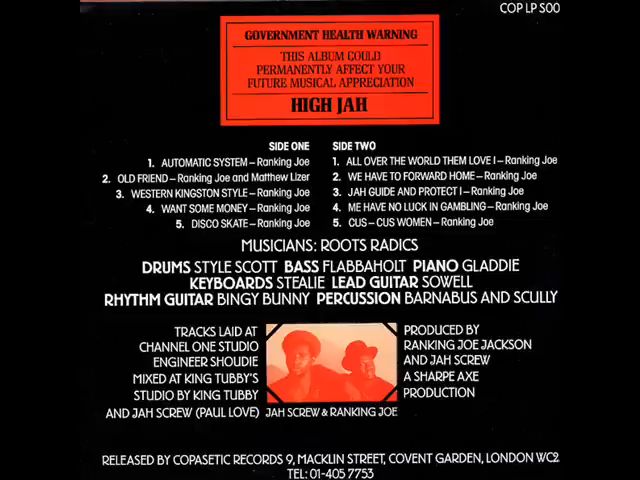 COP LP S00
GOVERNMENT HEALTH WARNING
THIS ALBUM COULD
PERMANENTLY AFFECT YOUR
FUTURE MUSICAL APPRECIATION
HIGH JAH
SIDE ONE
1. AUTOMATIC SYSTEM – Ranking Joe
2. OLD FRIEND – Ranking Joe and Matthew Lizer
3. WESTERN KINGSTON STYLE – Ranking Joe
4. WANT SOME MONEY – Ranking Joe
5. DISCO SKATE – Ranking Joe
SIDE TWO
1. ALL OVER THE WORLD THEM LOVE I – Ranking Joe
2. WE HAVE TO FORWARD HOME – Ranking Joe
3. JAH GUIDE AND PROTECT I – Ranking Joe
4. ME HAVE NO LUCK IN GAMBLING – Ranking Joe
5. CUS – CUS WOMEN – Ranking Joe
MUSICIANS: ROOTS RADICS
DRUMS STYLE SCOTT BASS FLABBAHOLT PIANO GLADDIE
KEYBOARDS STEALIE LEAD GUITAR SOWELL
RHYTHM GUITAR BINGY BUNNY PERCUSSION BARNABUS AND SCULLY
TRACKS LAID AT
CHANNEL ONE STUDIO
ENGINEER SHOUDIE
MIXED AT KING TUBBY'S
STUDIO BY KING TUBBY
AND JAH SCREW (PAUL LOVE)
JAH SCREW & RANKING JOE
PRODUCED BY
RANKING JOE JACKSON
AND JAH SCREW
A SHARPE AXE
PRODUCTION
RELEASED BY COPASETIC RECORDS 9, MACKLIN STREET, COVENT GARDEN, LONDON WC2
TEL: 01-405 7753